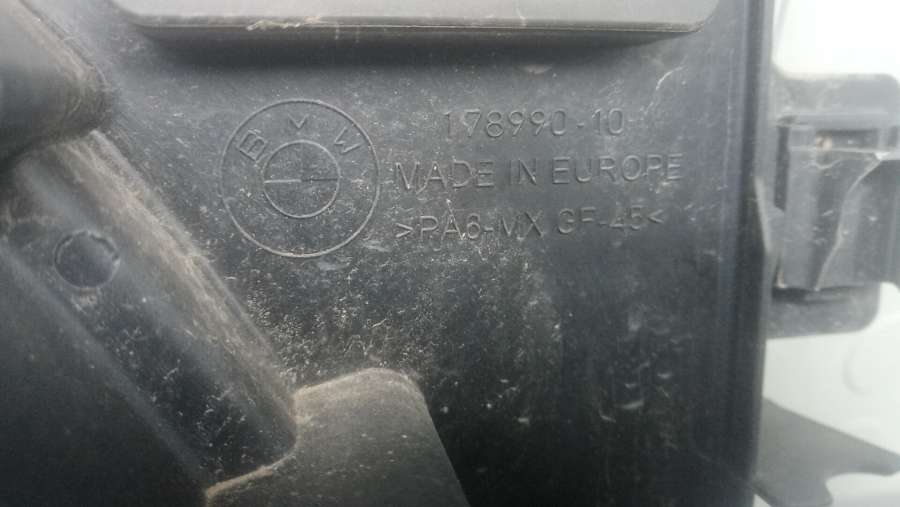 BMW
178990-10
MADE IN EUROPE
>PA6-MX GF-45<